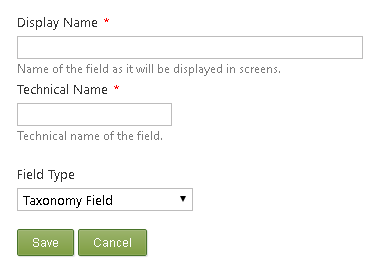 Display Name *
Name of the field as it will be displayed in screens.
Technical Name *
Technical name of the field.
Field Type
Taxonomy Field
Save Cancel